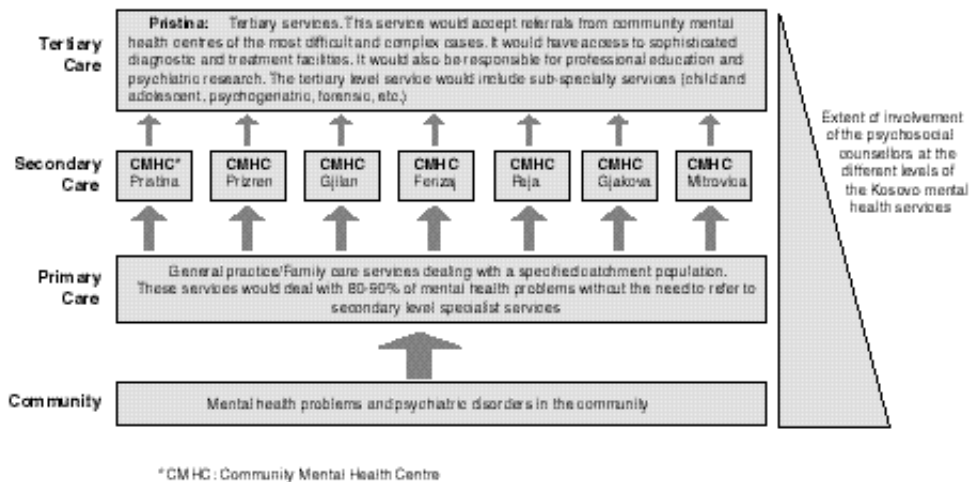 Tertiary
Care
Pristina: Tertiary services. This service would accept referrals from community mental
health centres of the most difficult and complex cases. It would have access to sophisticated
diagnostic and treatment facilities. It would also be responsible for professional education and
psychiatric research. The tertiary level service would include sub-specialty services (child and
adolescent, psychogeriatric, forensic, etc.)
Secondary
Care
CMHC*
Pristina
CMHC
Prizren
CMHC
Gjilan
CMHC
Ferizaj
CMHC
Peja
CMHC
Gjakova
CMHC
Mitrovica
Primary
Care
General practice/Family care services dealing with a specified catchment population.
These services would deal with 80-90% of mental health problems without the need to refer to
secondary level specialist services
Community
Mental health problems and psychiatric disorders in the community
Extent of involvement
of the psychosocial
counsellors at the
different levels of
the Kosovo mental
health services
*CMHC: Community Mental Health Centre